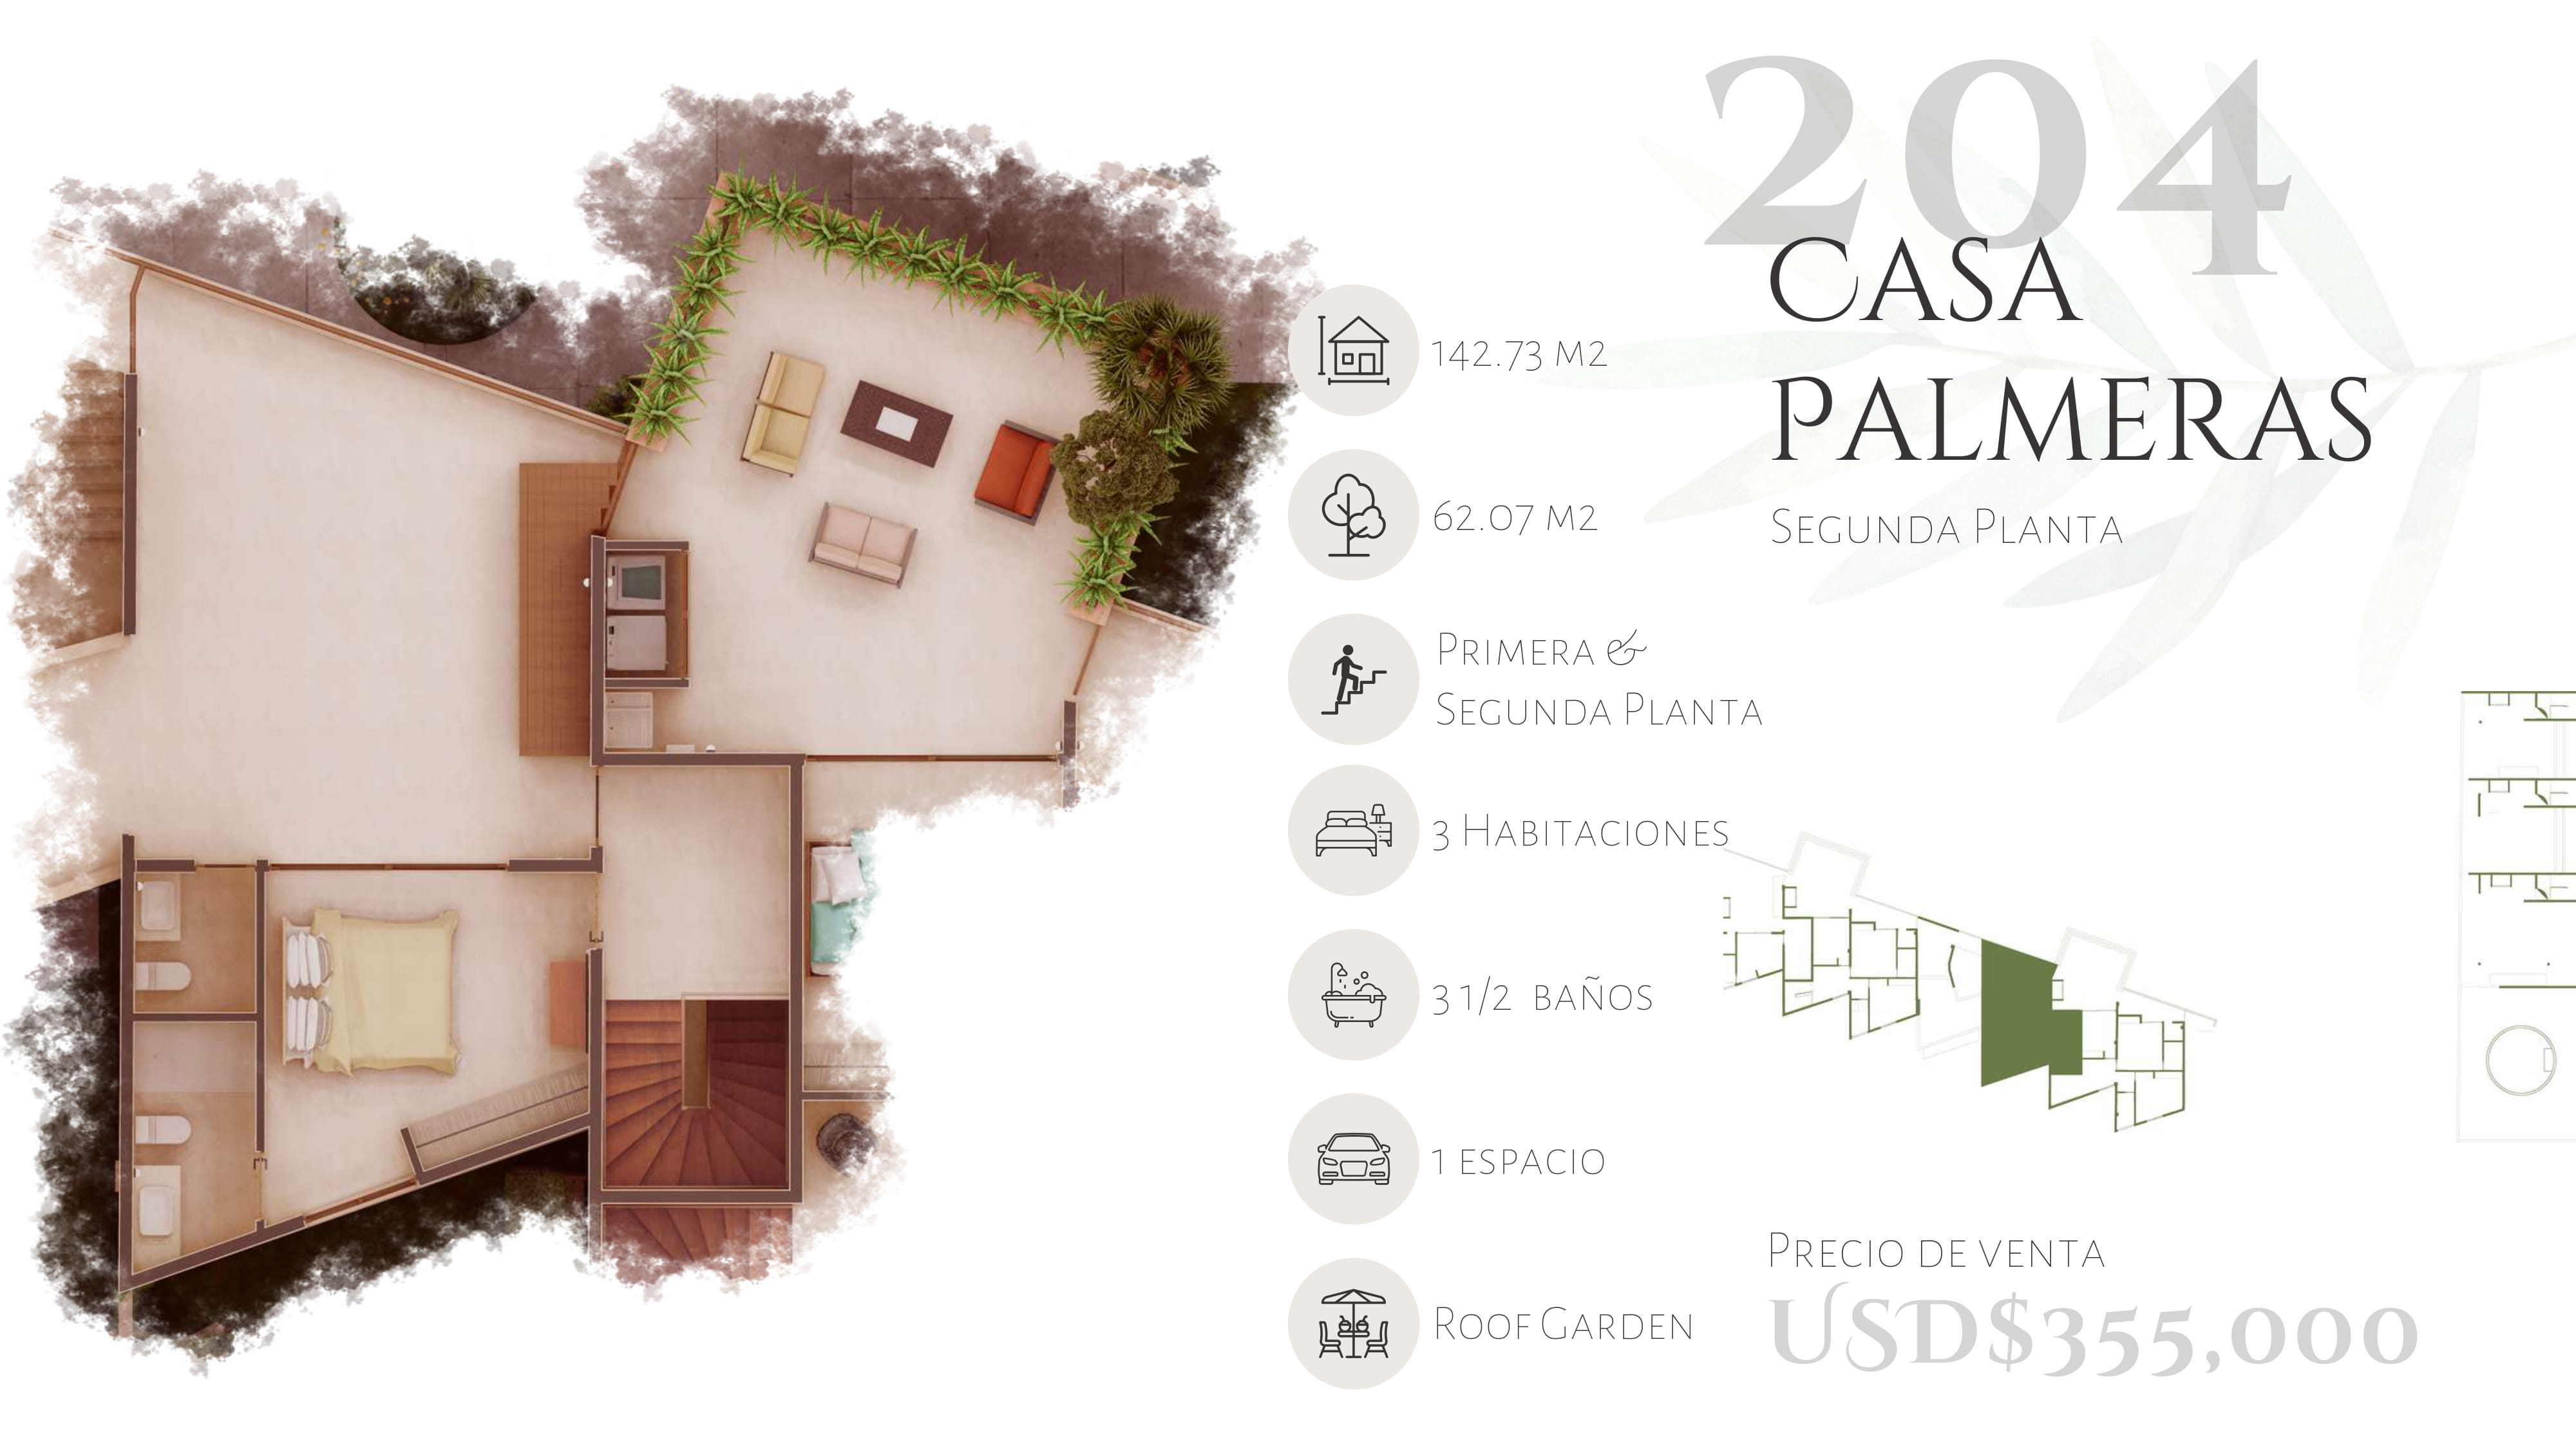 204
Casa
Palmeras
Segunda Planta
142.73 m2
62.07 m2
Primera &
Segunda Planta
3 Habitaciones
3 1/2 baños
1 espacio
Roof Garden
Precio de venta
USD$355,000